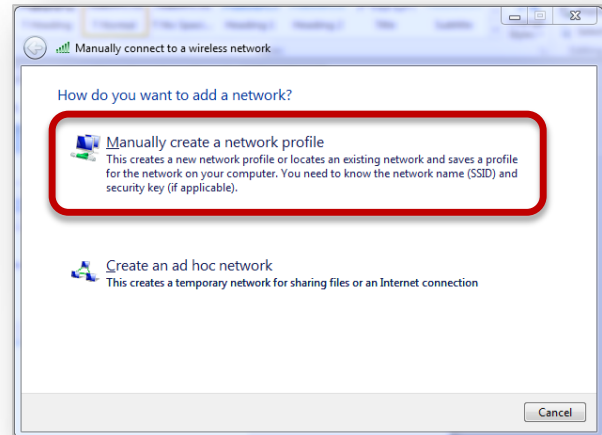 Manually connect to a wireless network
How do you want to add a network?
Manually create a network profile
This creates a new network profile or locates an existing network and saves a profile
for the network on your computer. You need to know the network name (SSID) and
security key (if applicable).
Create an ad hoc network
This creates a temporary network for sharing files or an Internet connection
Cancel